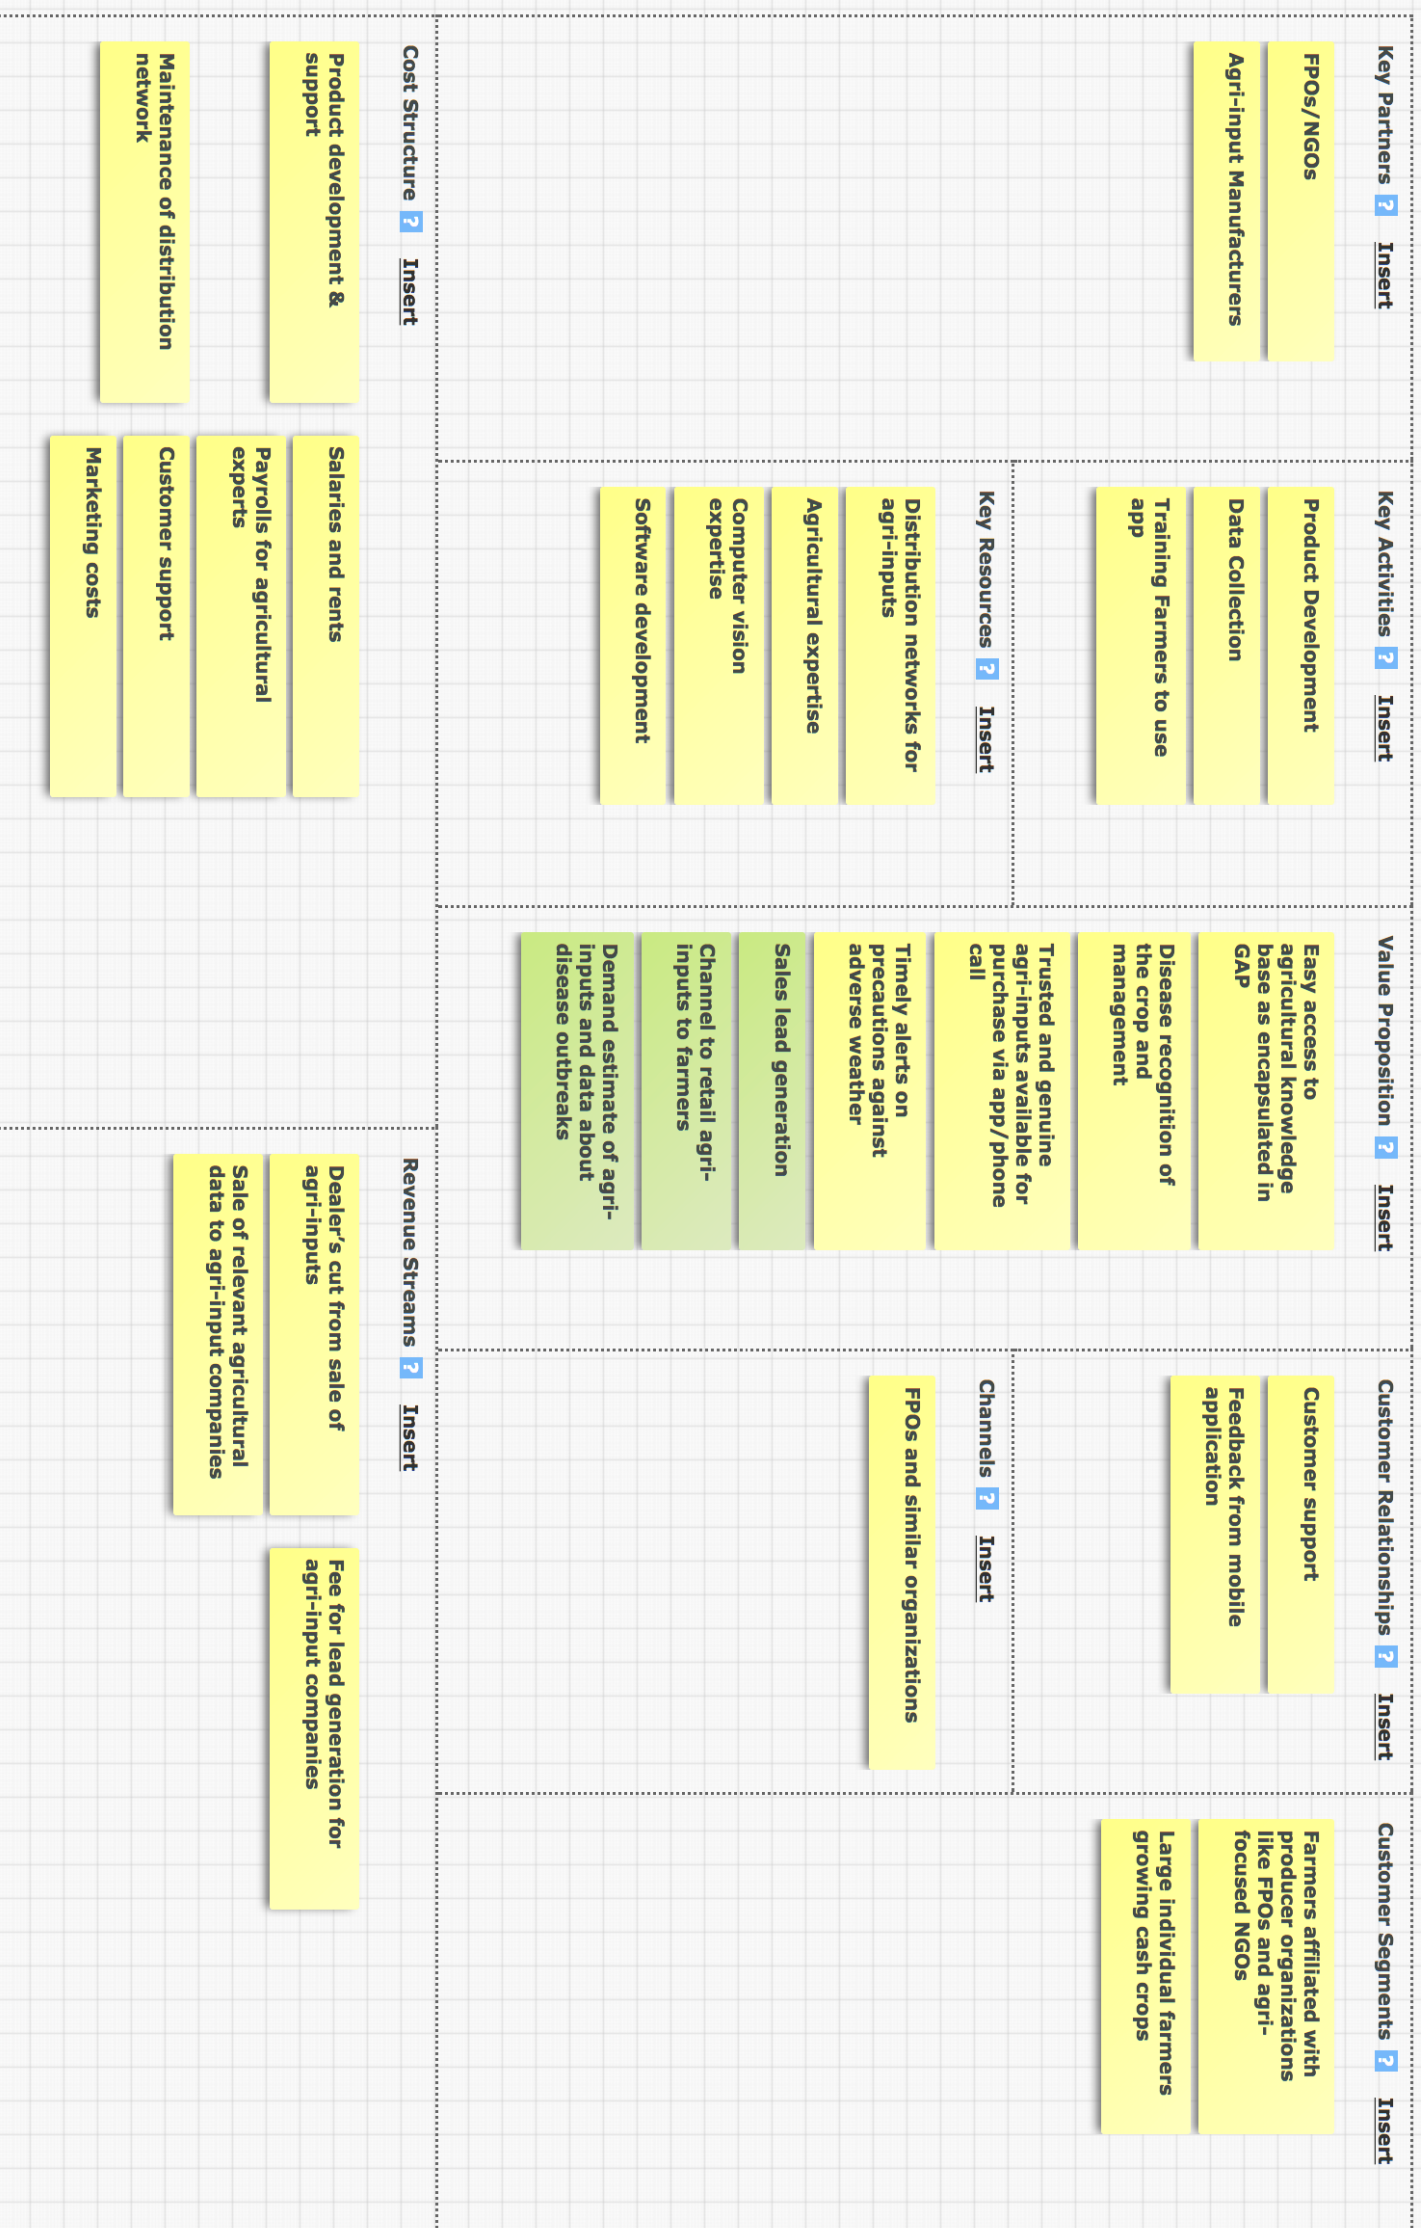 Key Partners ? Insert
FPOs/NGOs
Agri-input Manufacturers
Key Activities ? Insert
Product Development
Data Collection
Training Farmers to use
app
Key Resources ? Insert
Distribution networks for
agri-inputs
Agricultural expertise
Computer vision
expertise
Software development
Value Proposition ? Insert
Easy access to
agricultural knowledge
base as encapsulated in
GAP
Disease recognition of
the crop and
management
Trusted and genuine
agri-inputs available for
purchase via app/phone
call
Timely alerts on
precautions against
adverse weather
Sales lead generation
Channel to retail agri-
inputs to farmers
Demand estimate of agri-
inputs and data about
disease outbreaks
Customer Relationships ? Insert
Customer support
Feedback from mobile
application
Channels ? Insert
FPOs and similar organizations
Customer Segments ? Insert
Farmers affiliated with
producer organizations
like FPOs and agri-
focused NGOs
Large individual farmers
growing cash crops
Cost Structure ? Insert
Product development &
support
Maintenance of distribution
network
Salaries and rents
Payrolls for agricultural
experts
Customer support
Marketing costs
Revenue Streams ? Insert
Dealer’s cut from sale of
agri-inputs
Sale of relevant agricultural
data to agri-input companies
Fee for lead generation for
agri-input companies